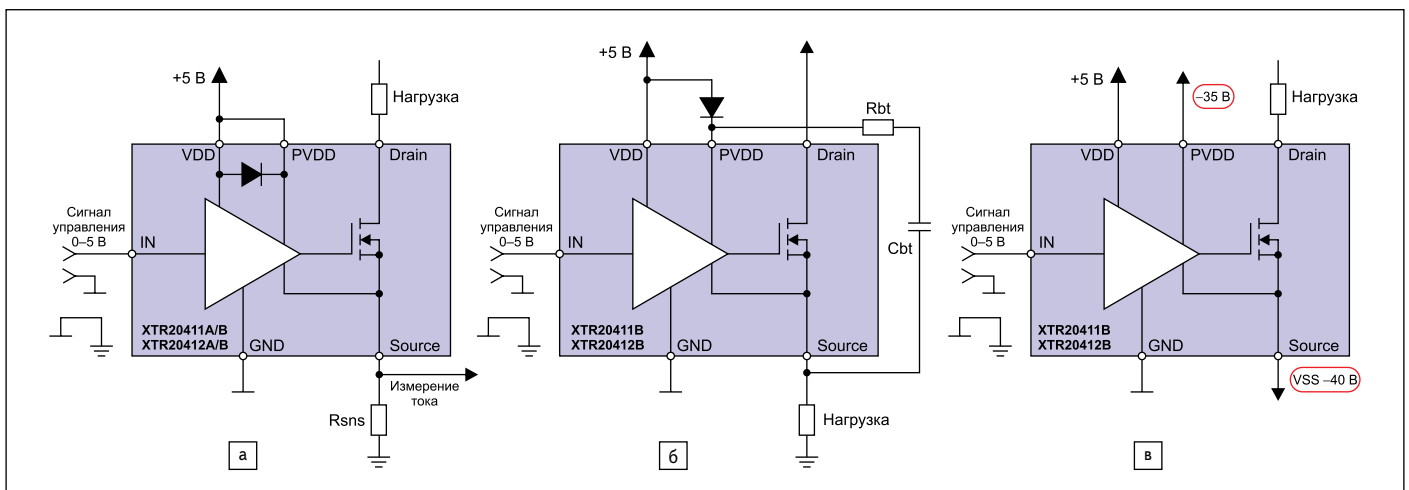 +5 В
Нагрузка
VDD
PVDD
Drain
Сигнал
управления
0–5 В
IN
XTR20411A/B
XTR20412A/B
GND
Source
Измерение
тока
Rsns
а
+5 В
Rbt
VDD
PVDD
Drain
Сигнал
управления
0–5 В
IN
Cbt
XTR20411B
XTR20412B
GND
Source
Нагрузка
б
+5 В
–35 В
Нагрузка
VDD
PVDD
Drain
Сигнал
управления
0–5 В
IN
XTR20411B
XTR20412B
GND
Source
VSS –40 В
в